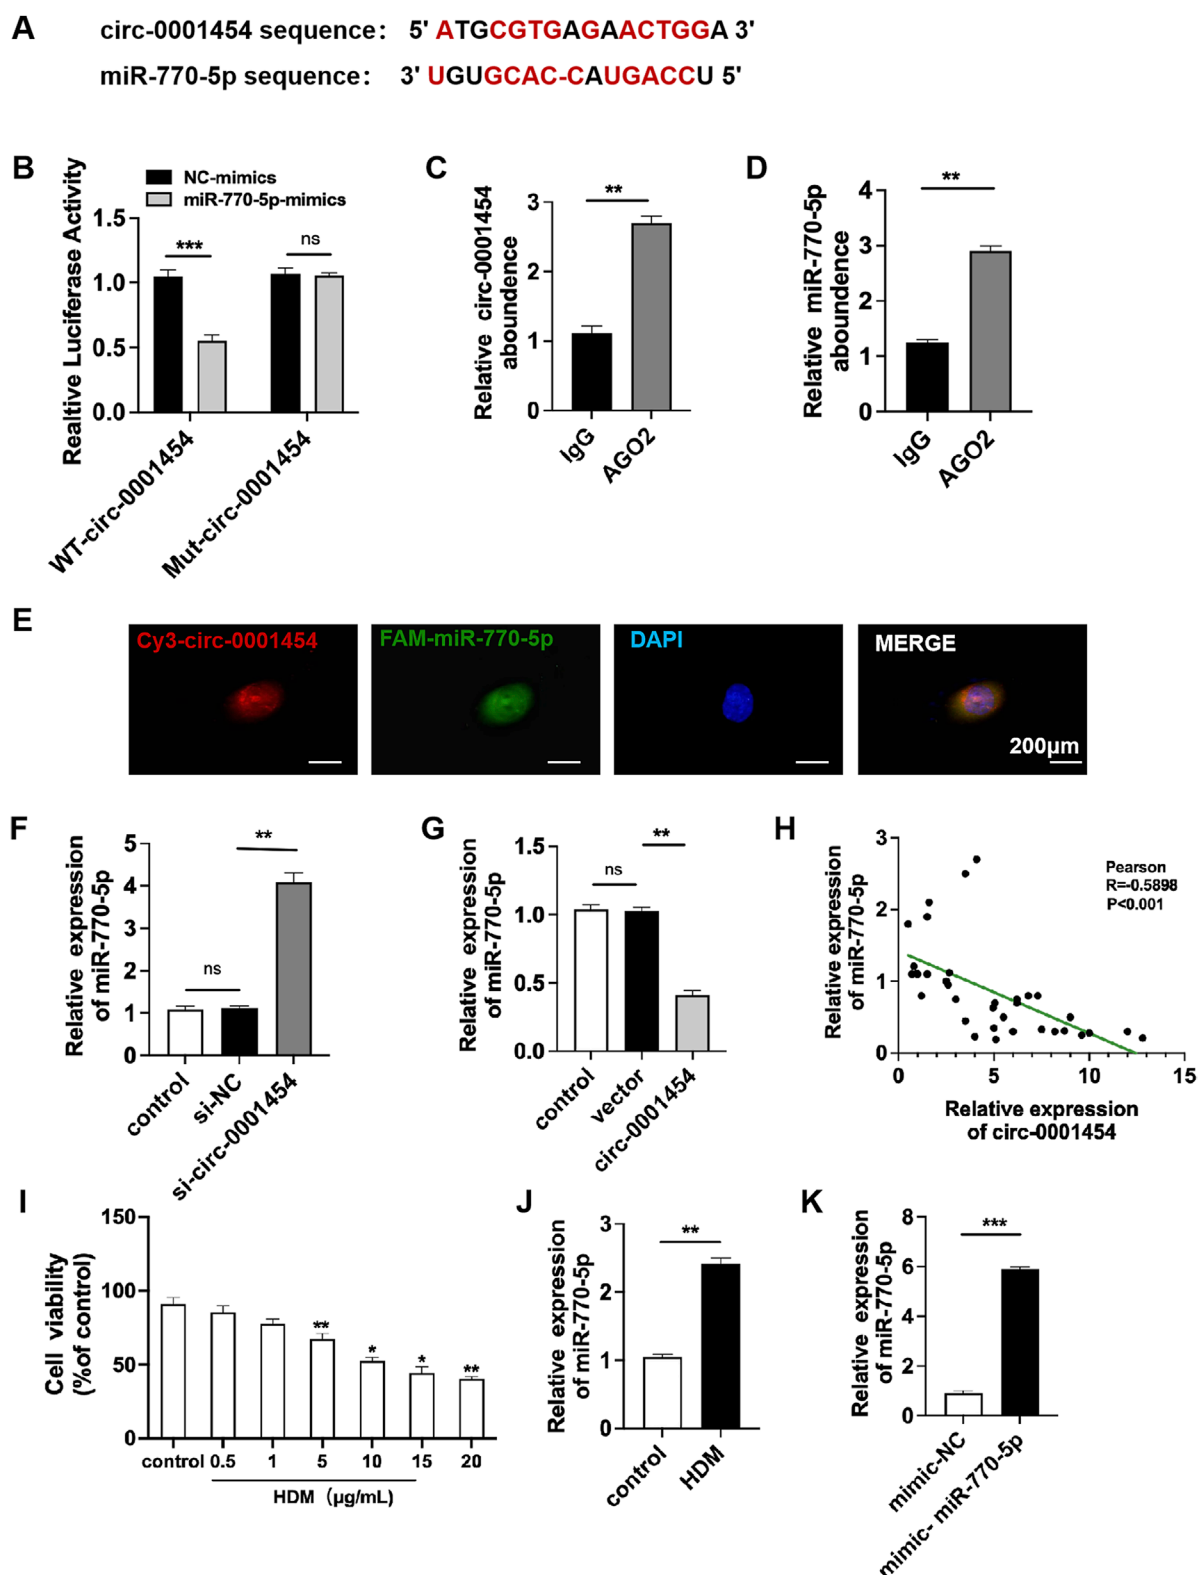 A
circ-0001454 sequence: 5' ATGCGTGAGAACTGGA 3'
miR-770-5p sequence: 3' UGUGCAC-CAUGACCU 5'
B
NC-mimics
miR-770-5p-mimics
Realtive Luciferase Activity
1.5
1.0
0.5
0.0
***
ns
WT-circ-0001454
Mut-circ-0001454
C
Relative circ-0001454
aboundence
3
2
1
0
**
IgG
AGO2
D
Relative miR-770-5p
aboundence
4
3
2
1
0
**
IgG
AGO2
E
Cy3-circ-0001454
FAM-miR-770-5p
DAPI
MERGE
200μm
F
Relative expression
of miR-770-5p
5
4
3
2
1
0
ns
**
control
si-NC
si-circ-0001454
G
Relative expression
of miR-770-5p
1.5
1.0
0.5
0.0
ns
**
control
vector
circ-0001454
H
Relative expression
of miR-770-5p
3
2
1
0
Pearson
R=-0.5898
P<0.001
0 5 10 15
Relative expression
of circ-0001454
I
Cell viability
(%of control)
150
100
50
0
** * * **
control 0.5 1 5 10 15 20
HDM (μg/mL)
J
Relative expression
of miR-770-5p
3
2
1
0
**
control
HDM
K
Relative expression
of miR-770-5p
8
6
4
2
0
***
mimic-NC
mimic- miR-770-5p